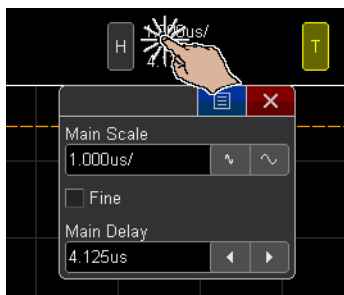 H
T
Main Scale
1.000us/
Fine
Main Delay
4.125us